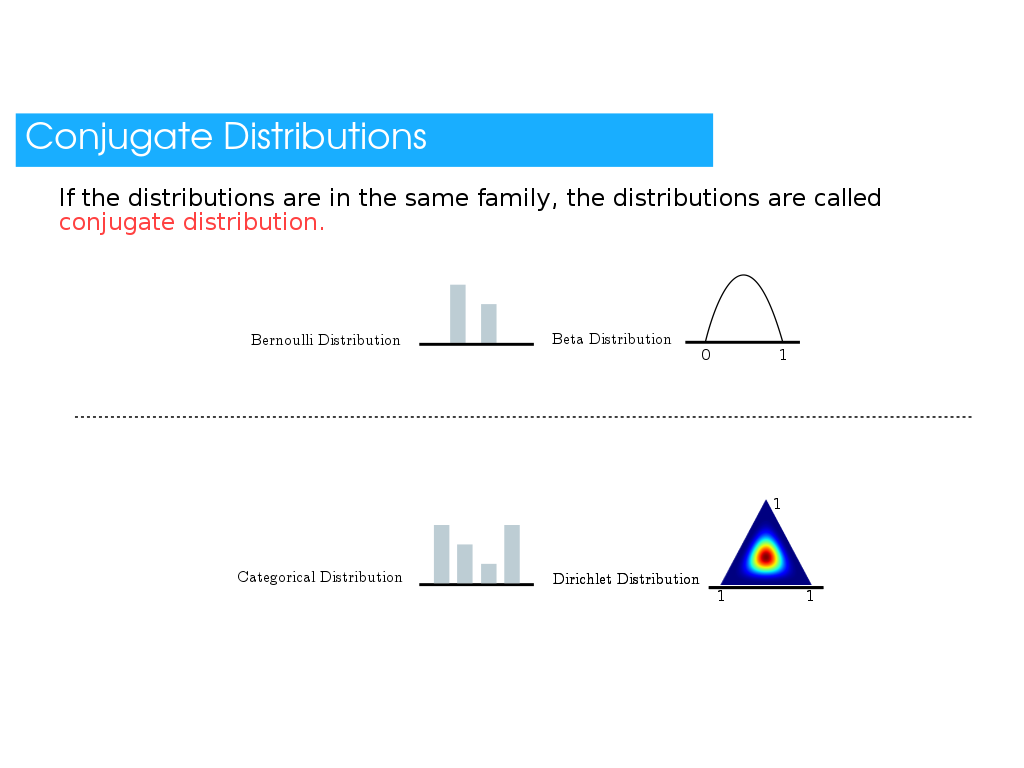 Conjugate Distributions
If the distributions are in the same family, the distributions are called
conjugate distribution.
Bernoulli Distribution
Beta Distribution
0 1
Categorical Distribution
Dirichlet Distribution
1
1 1